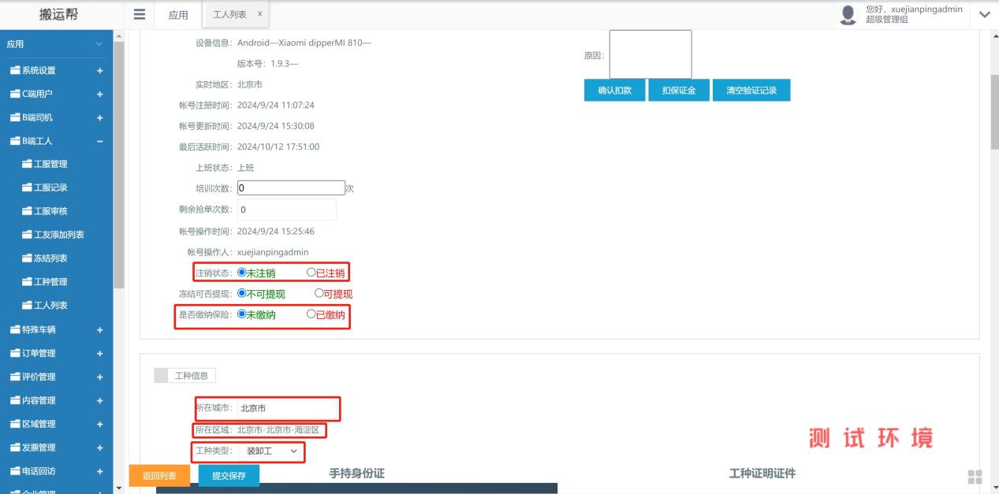 搬运帮
应用
工人列表 x
您好，xuejianpingadmin
超级管理组
应用
系统设置 +
C端用户 +
B端司机 +
B端工人 −
工服管理
工服记录
工服审核
工友添加列表
冻结列表
工种管理
工人列表
特殊车辆 +
订单管理 +
评价管理 +
内容管理 +
区域管理 +
发票管理 +
电话回访 +
企业管理 +
设备信息：Android—Xiaomi dipperMI 810—
版本号：1.9.3—
实时地区：北京市
帐号注册时间：2024/9/24 11:07:24
帐号更新时间：2024/9/24 15:30:08
最后活跃时间：2024/10/12 17:51:00
上班状态：上班
培训次数：0次
剩余抢单次数：0
帐号操作时间：2024/9/24 15:25:46
帐号操作人：xuejianpingadmin
注销状态：未注销 已注销
冻结可否提现：不可提现 可提现
是否缴纳保险：未缴纳 已缴纳
原因：
确认扣款 扣保证金 清空验证记录
工种信息
所在城市：北京市
所在区域：北京市-北京市-海淀区
工种类型：装卸工
返回列表 提交保存
手持身份证
工种证明证件
测试环境